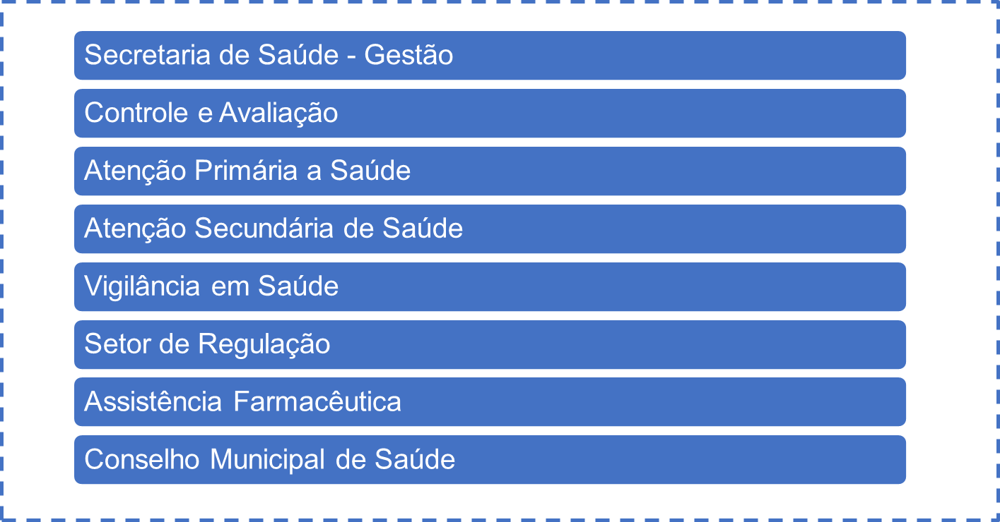 Secretaria de Saúde - Gestão
Controle e Avaliação
Atenção Primária a Saúde
Atenção Secundária de Saúde
Vigilância em Saúde
Setor de Regulação
Assistência Farmacêutica
Conselho Municipal de Saúde